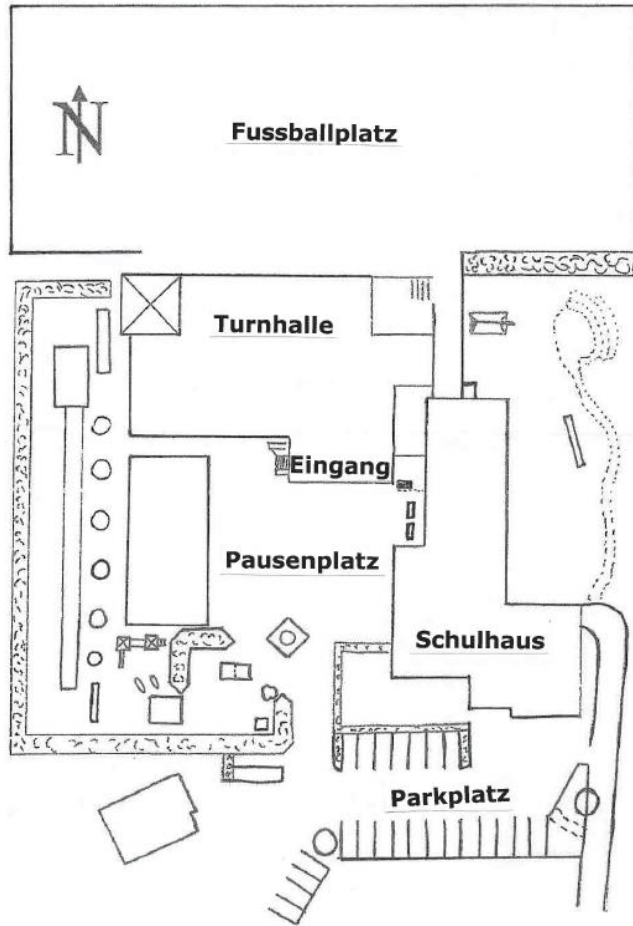 Fussballplatz
N
Turnhalle
Eingang
Pausenplatz
Schulhaus
Parkplatz